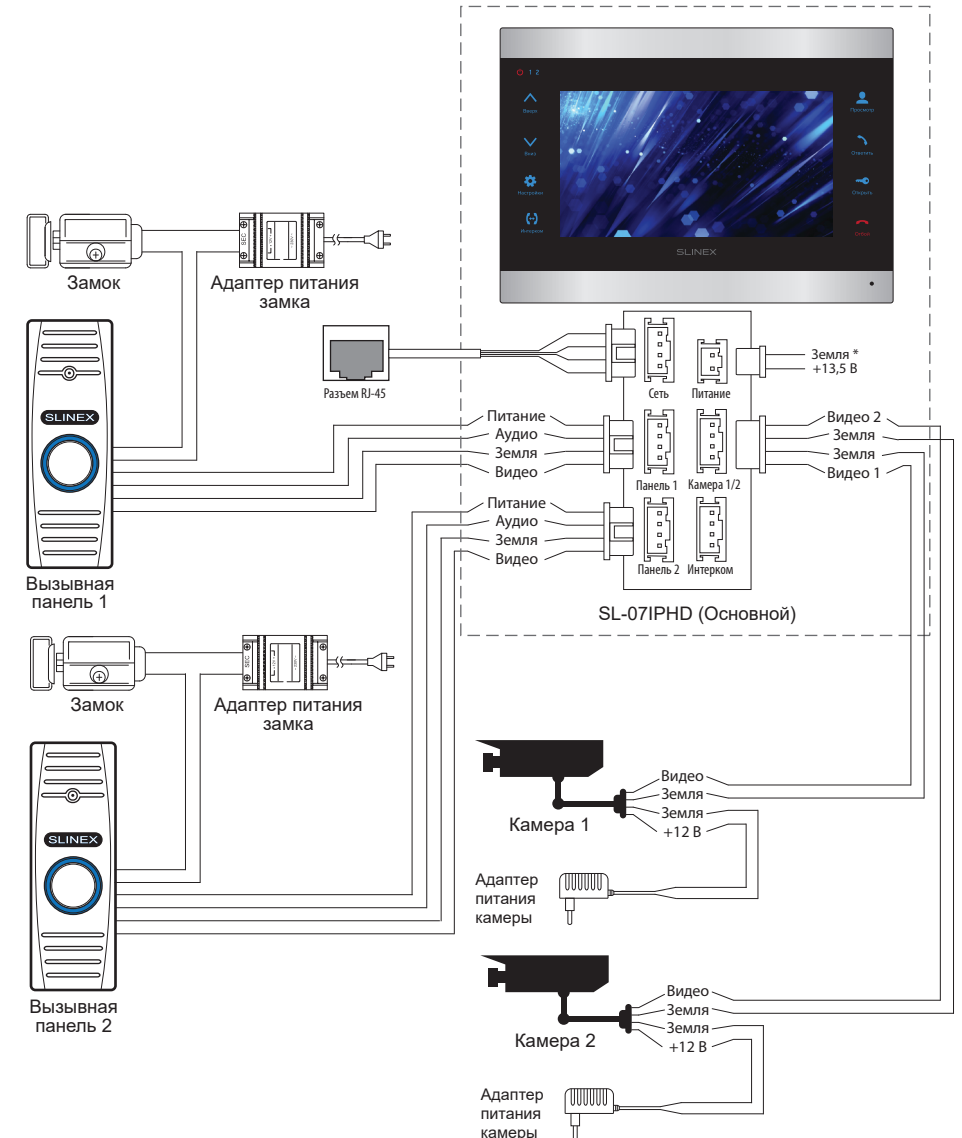 1 2
Вверх
Просмотр
Вниз
Ответить
Настройки
Открыть
Интерком
Отбой
SLINEX
SEC
Замок
Адаптер питания
замка
Разъем RJ-45
Земля *
+13,5 В
Сеть
Питание
SLINEX
Питание
Аудио
Земля
Видео
Видео 2
Земля
Земля
Видео 1
Панель 1
Камера 1/2
Питание
Аудио
Земля
Видео
Панель 2
Интерком
Вызывная
панель 1
SL-07IPHD (Основной)
SEC
Замок
Адаптер питания
замка
SLINEX
Вызывная
панель 2
Видео
Земля
Земля
+12 В
Камера 1
Адаптер
питания
камеры
Видео
Земля
Земля
+12 В
Камера 2
Адаптер
питания
камеры